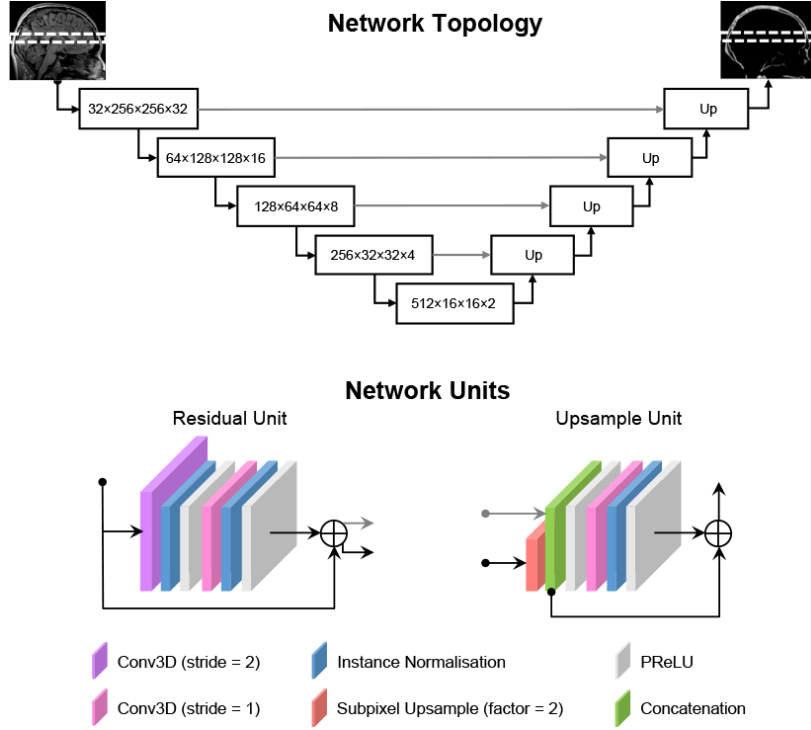 Network Topology
32×256×256×32
Up
64×128×128×16
Up
128×64×64×8
Up
256×32×32×4
Up
512×16×16×2
Network Units
Residual Unit
Upsample Unit
Conv3D (stride = 2)
Instance Normalisation
PReLU
Conv3D (stride = 1)
Subpixel Upsample (factor = 2)
Concatenation